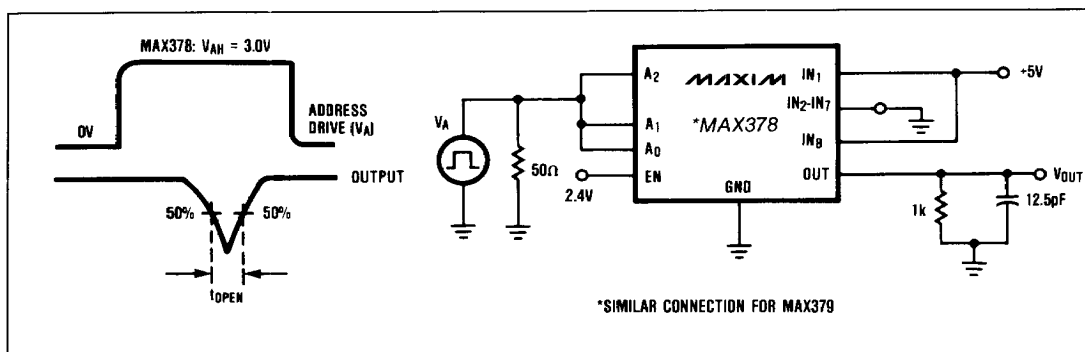 MAX378: VAH = 3.0V
0V
ADDRESS
DRIVE (VA)
OUTPUT
50%
50%
tOPEN
VA
50Ω
2.4V
A2
A1
A0
EN
MAXIM
*MAX378
GND
IN1
IN2-IN7
IN8
OUT
+5V
VOUT
1k
12.5pF
*SIMILAR CONNECTION FOR MAX379